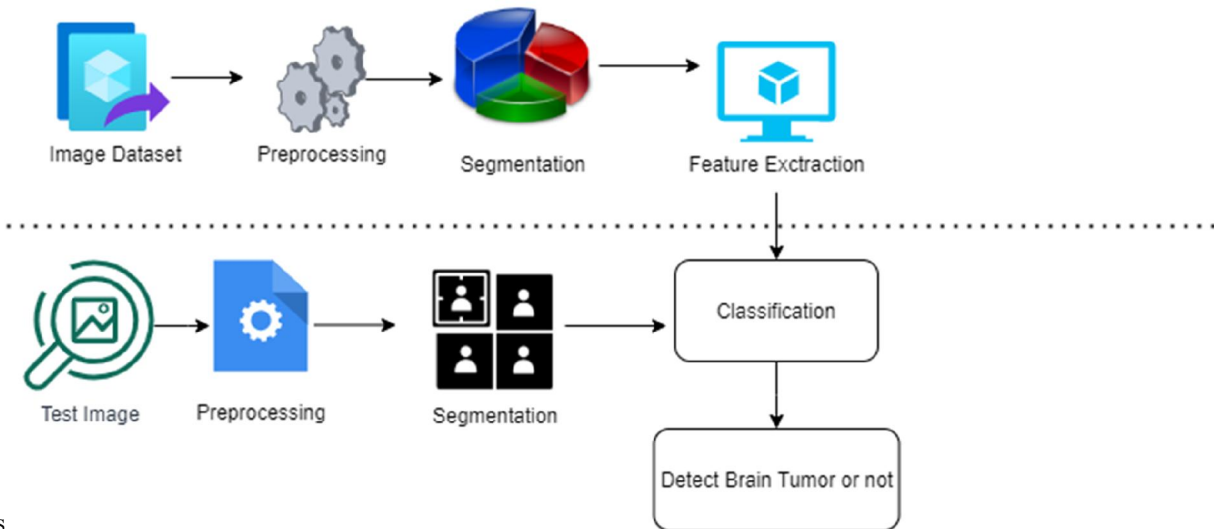 Image Dataset
Preprocessing
Segmentation
Feature Exctraction
Classification
Test Image
Preprocessing
Segmentation
Detect Brain Tumor or not
s